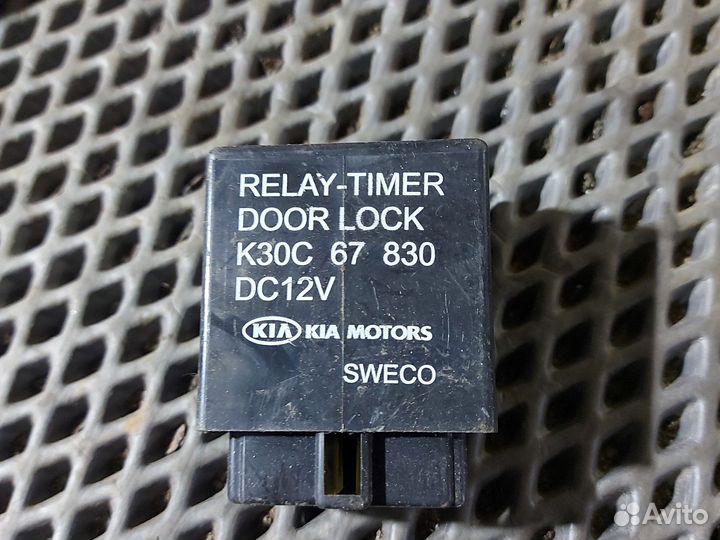 RELAY-TIMER
DOOR LOCK
K30C 67 830
DC12V
KIA KIA MOTORS
SWECO
Avito